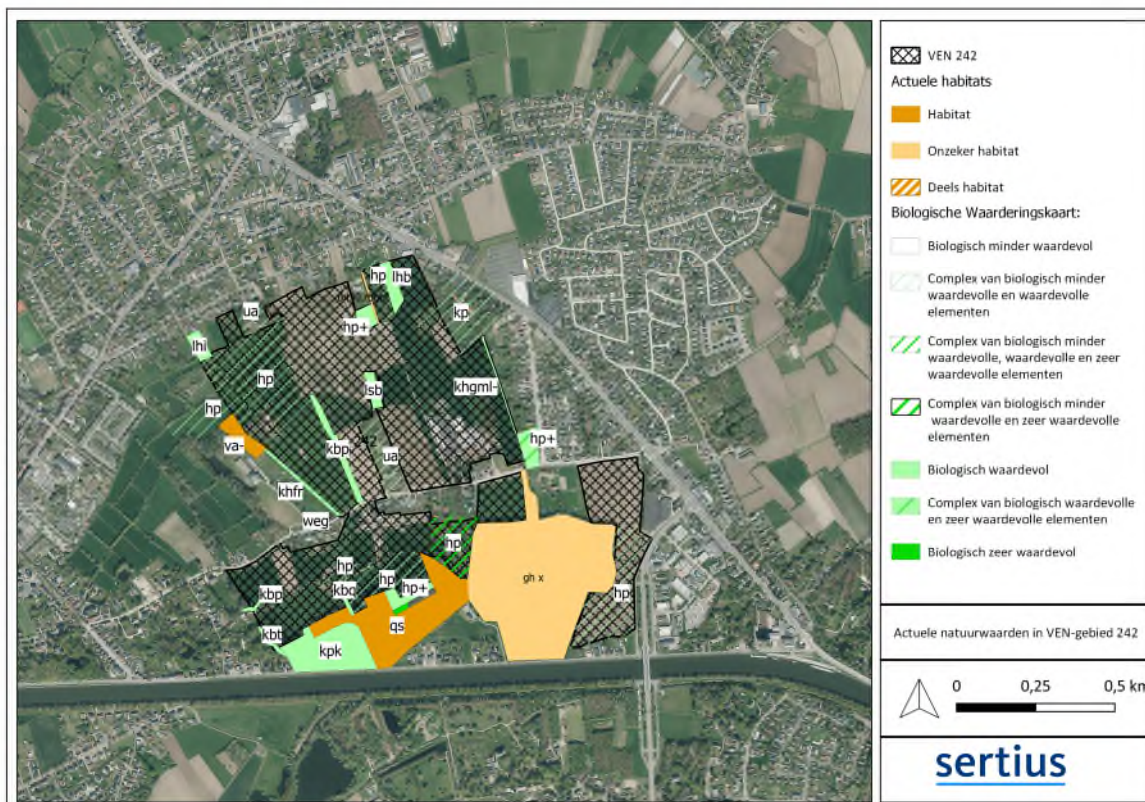 hp
lhb
ua
hp+
kp
lhi
hp
lsb
khgml-
hp
va-
kbp
242
ua
hp+
khfr
weg
hp
gh x
hp
hp
hp+
hp
kbp
kbq
qs
kbt
kpk
VEN 242
Actuele habitats
Habitat
Onzeker habitat
Deels habitat
Biologische Waarderingskaart:
Biologisch minder waardevol
Complex van biologisch minder
waardevolle en waardevolle
elementen
Complex van biologisch minder
waardevolle, waardevolle en zeer
waardevolle elementen
Complex van biologisch minder
waardevolle en zeer waardevolle
elementen
Biologisch waardevol
Complex van biologisch waardevolle
en zeer waardevolle elementen
Biologisch zeer waardevol
Actuele natuurwaarden in VEN-gebied 242
0 0,25 0,5 km
sertius